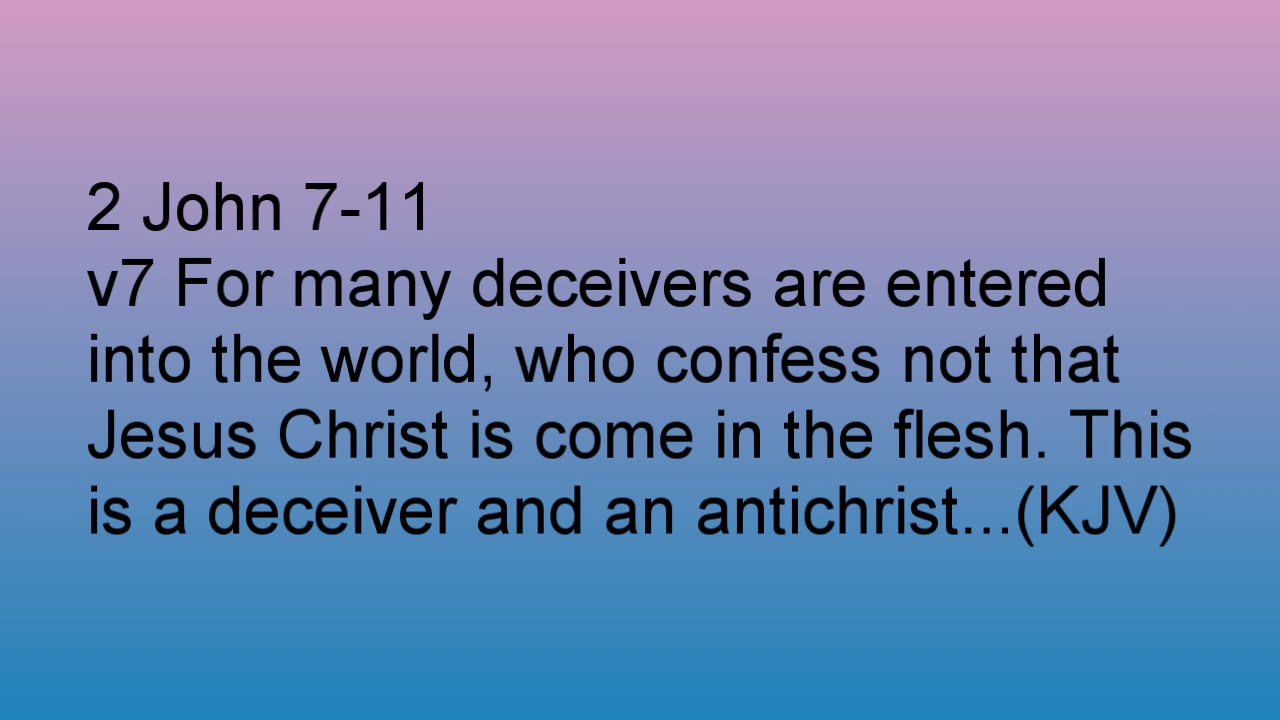 2 John 7-11
v7 For many deceivers are entered
into the world, who confess not that
Jesus Christ is come in the flesh. This
is a deceiver and an antichrist...(KJV)